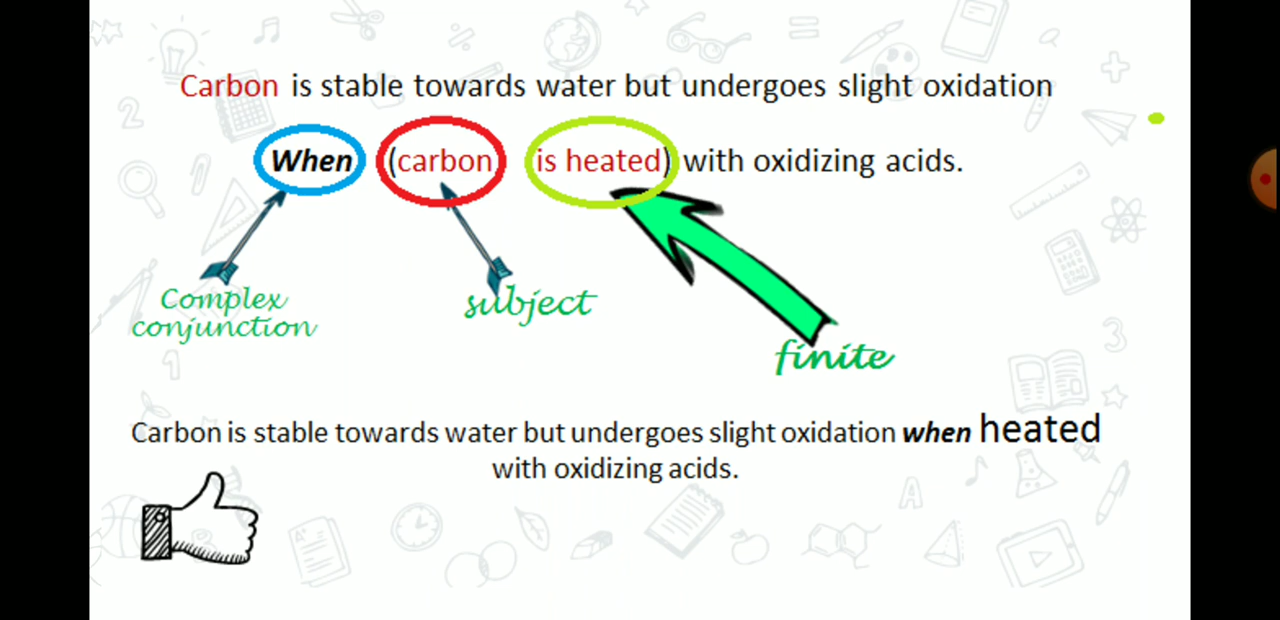 Carbon is stable towards water but undergoes slight oxidation
When (carbon is heated) with oxidizing acids.
Complex
conjunction
subject
finite
Carbon is stable towards water but undergoes slight oxidation when heated
with oxidizing acids.